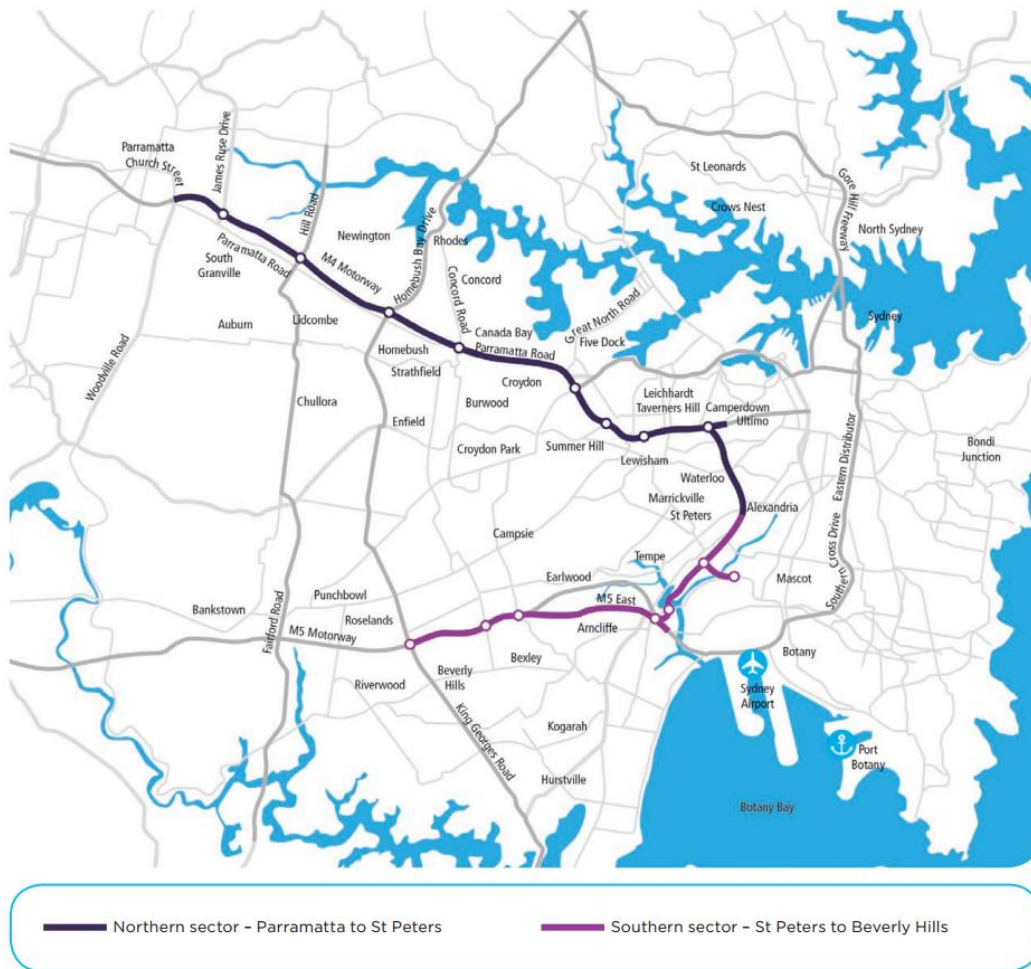 Parramatta
Church Street
James Ruse Drive
Hill Road
St Leonards
Gore Hill Freeway
Crows Nest
North Sydney
Newington
Homebush Bay Drive
Rhodes
South
Granville
Parramatta Road
M4 Motorway
Concord Road
Concord
Great North Road
Sydney
Auburn
Lidcombe
Canada Bay
Parramatta Road
Five Dock
Homebush
Strathfield
Woodville Road
Croydon
Leichhardt
Taverners Hill
Camperdown
Ultimo
Chullora
Burwood
Enfield
Croydon Park
Summer Hill
Lewisham
Bondi
Junction
Eastern Distributor
Waterloo
Marrickville
St Peters
Alexandria
Campsie
Tempe
Southern Cross Drive
Earlwood
Mascot
Punchbowl
Bankstown
Roselands
M5 East
Fairford Road
M5 Motorway
Arncliffe
Botany
Bexley
Beverly
Hills
Riverwood
Sydney
Airport
King Georges Road
Kogarah
Port
Botany
Hurstville
Botany Bay
Northern sector – Parramatta to St Peters
Southern sector – St Peters to Beverly Hills